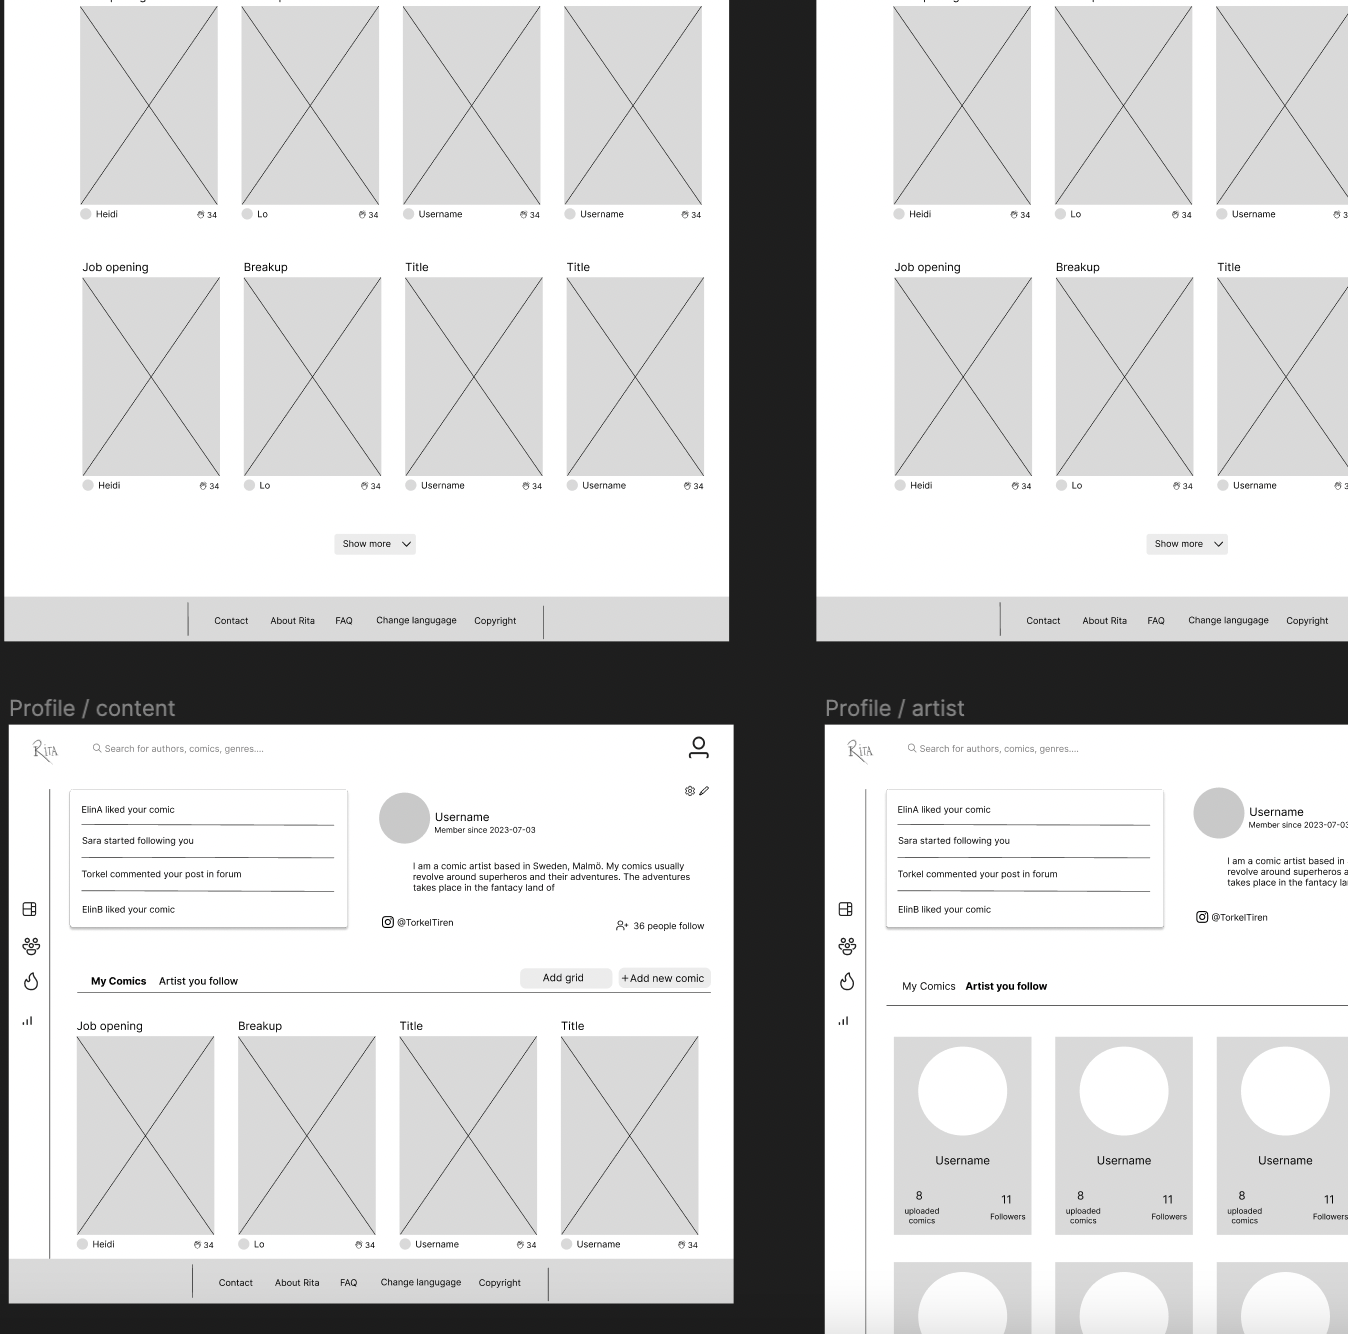 Heidi 34 Lo 34 Username 34 Username 34
Heidi 34 Lo 34 Username
Job opening Breakup Title Title
Job opening Breakup Title
Heidi 34 Lo 34 Username 34 Username 34
Heidi 34 Lo 34 Username
Show more
Show more
Contact About Rita FAQ Change langugage Copyright
Contact About Rita FAQ Change langugage Copyright
Profile / content
RITA Search for authors, comics, genres....
ElinA liked your comic
Sara started following you
Torkel commented your post in forum
ElinB liked your comic
Username
Member since 2023-07-03
I am a comic artist based in Sweden, Malmö. My comics usually
revolve around superheros and their adventures. The adventures
takes place in the fantacy land of
@TorkelTiren
36 people follow
My Comics Artist you follow
Add grid +Add new comic
Job opening Breakup Title Title
Heidi 34 Lo 34 Username 34 Username 34
Contact About Rita FAQ Change langugage Copyright
Profile / artist
RITA Search for authors, comics, genres....
ElinA liked your comic
Sara started following you
Torkel commented your post in forum
ElinB liked your comic
Username
Member since 2023-07-03
I am a comic artist based in
revolve around superheros a
takes place in the fantacy la
@TorkelTiren
My Comics Artist you follow
Username Username Username
8 11 8 11 8 11
uploaded comics Followers uploaded comics Followers uploaded comics Followers